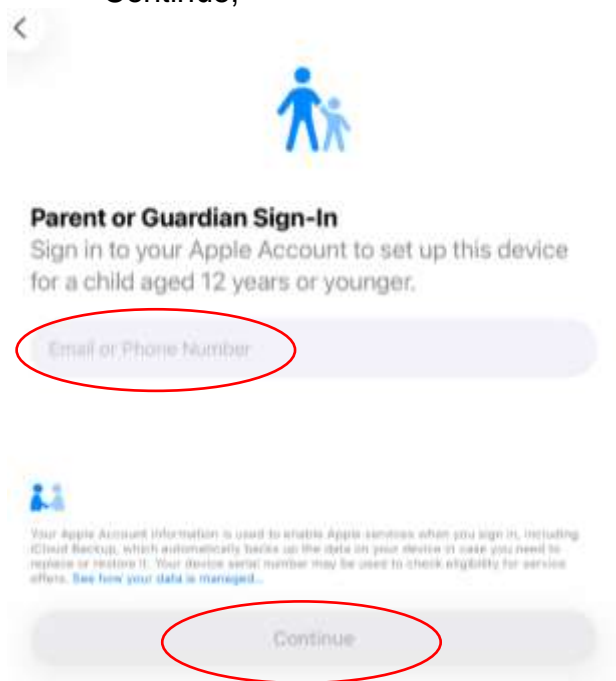 Continue;
Parent or Guardian Sign-In
Sign in to your Apple Account to set up this device
for a child aged 12 years or younger.
Email or Phone Number
Your Apple Account information is used to enable Apple services when you sign in, including
iCloud Backup, which automatically backs up the data on your device in case you need to
replace or restore it. Your device serial number may be used to check eligibility for service
offers. See how your data is managed...
Continue